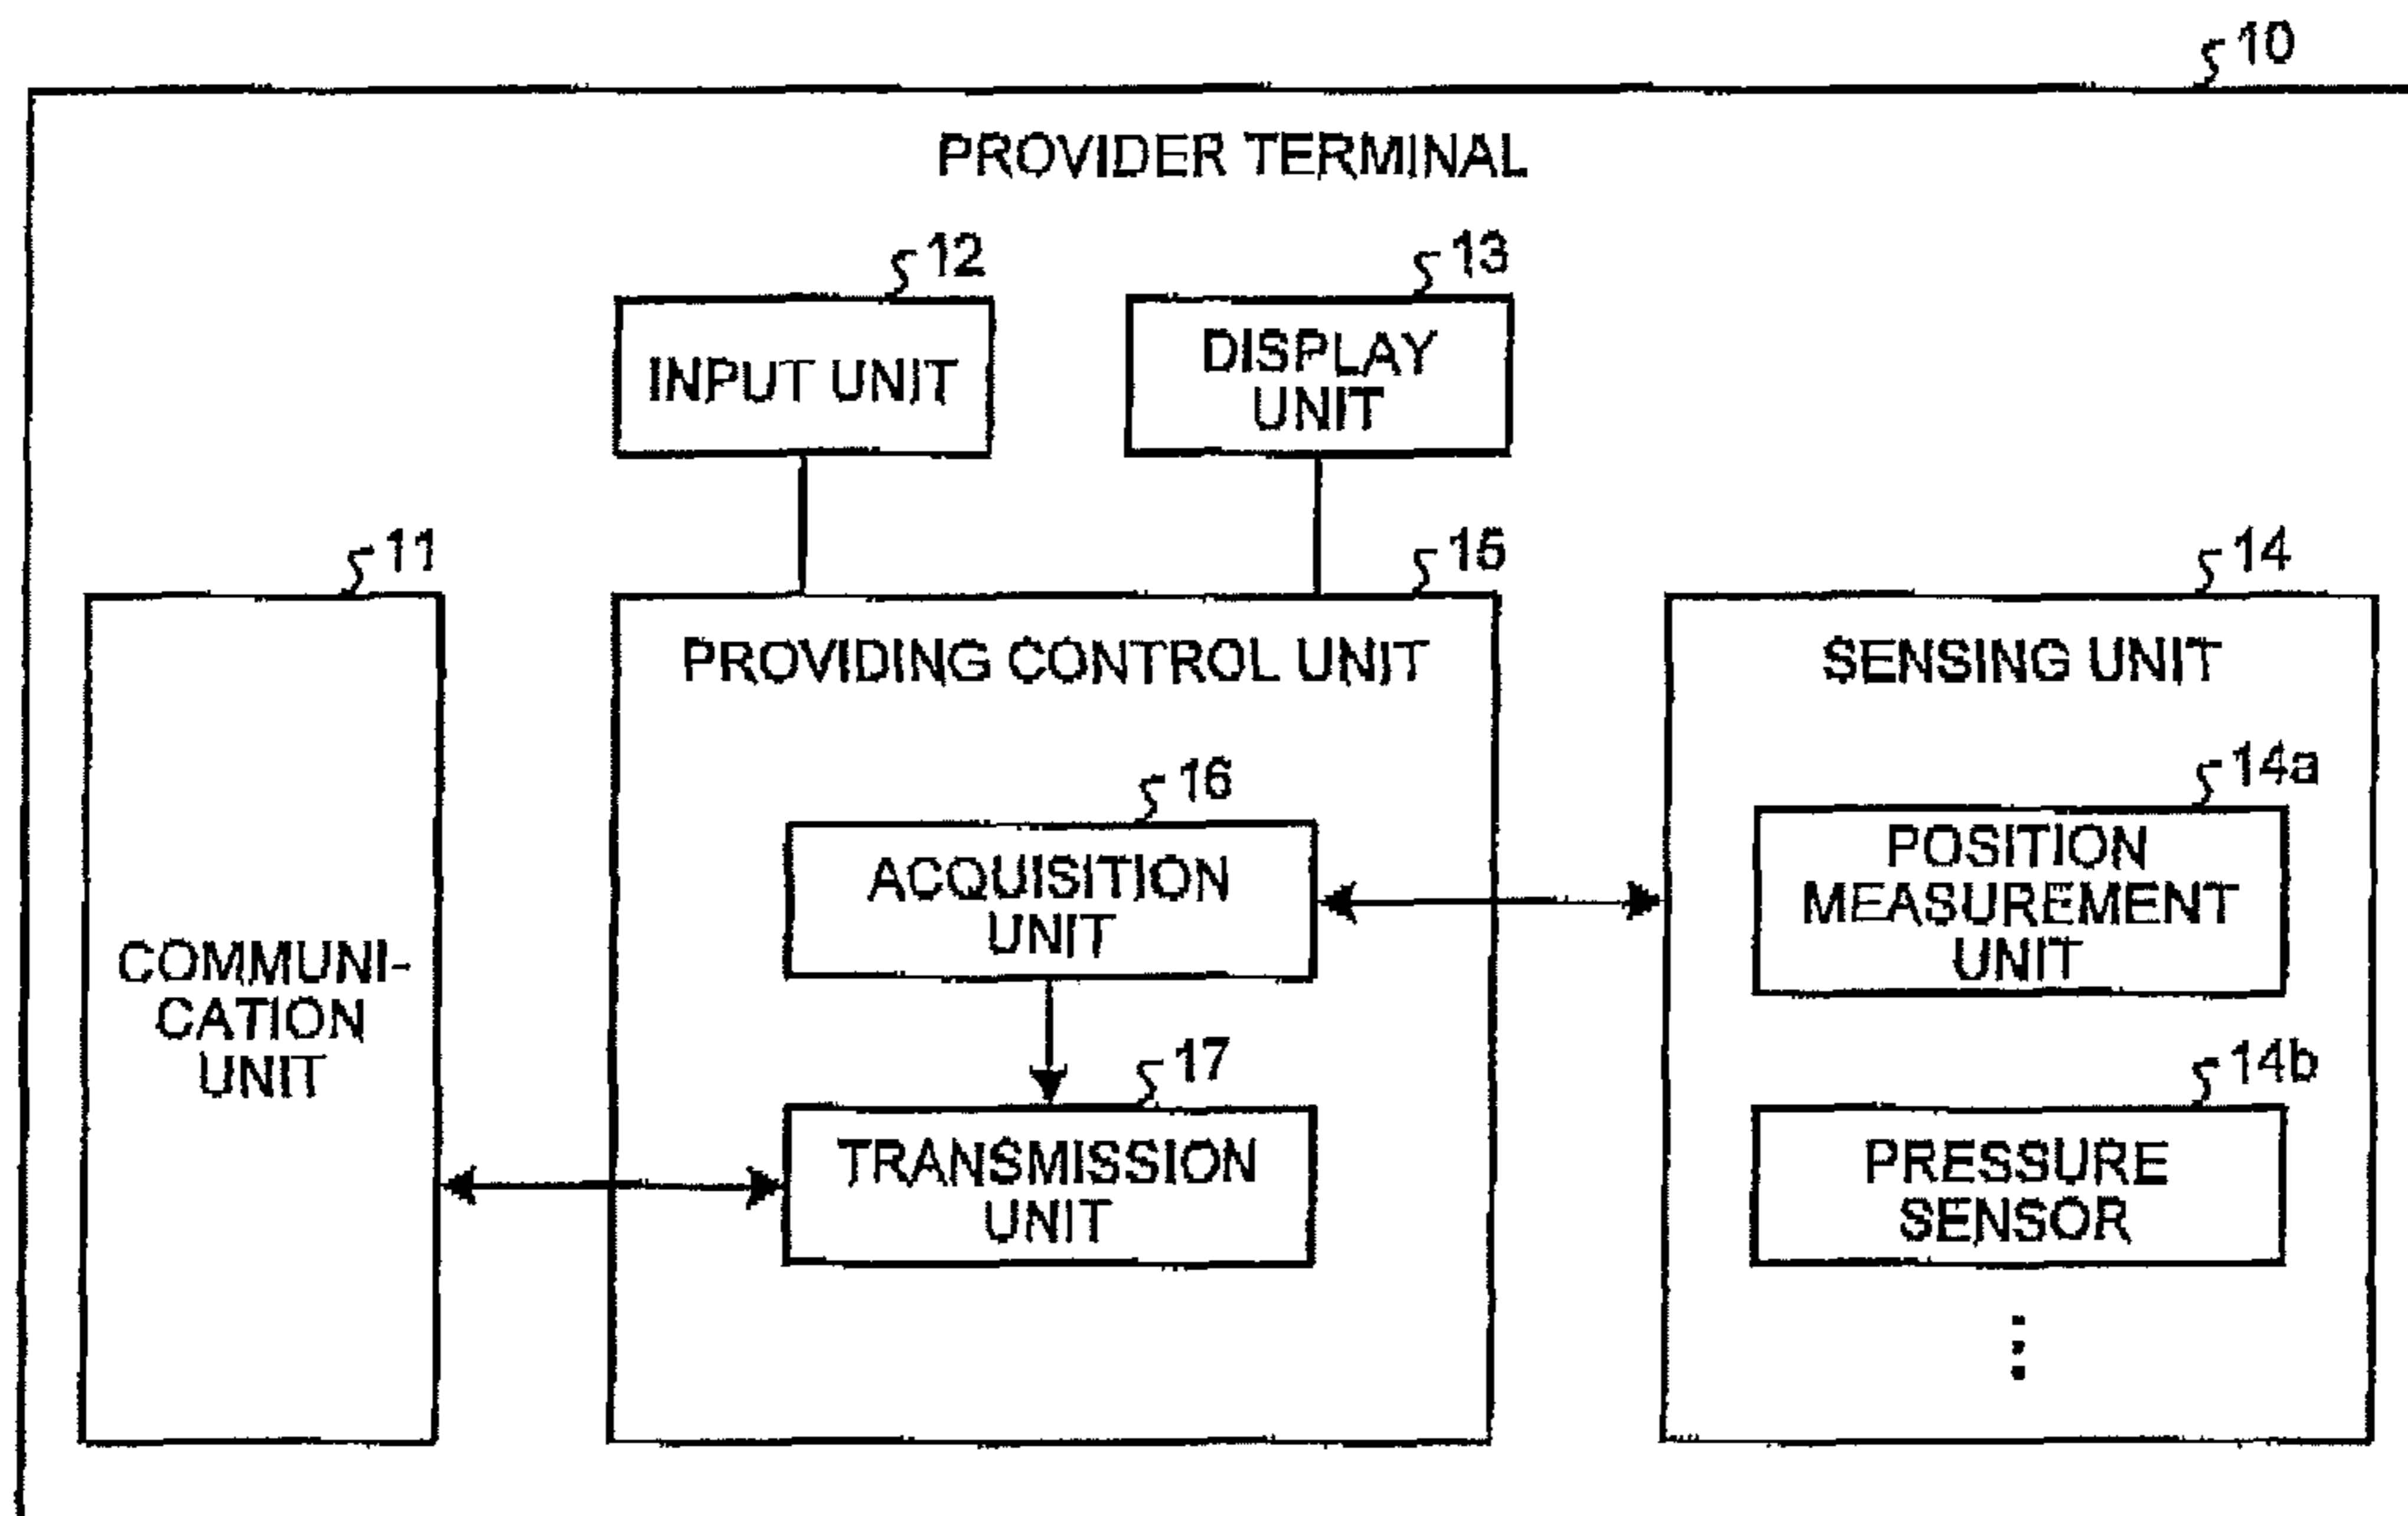 10
PROVIDER TERMINAL
12
INPUT UNIT
13
DISPLAY
UNIT
11
COMMUNI-
CATION
UNIT
15
PROVIDING CONTROL UNIT
16
ACQUISITION
UNIT
17
TRANSMISSION
UNIT
14
SENSING UNIT
14a
POSITION
MEASUREMENT
UNIT
14b
PRESSURE
SENSOR